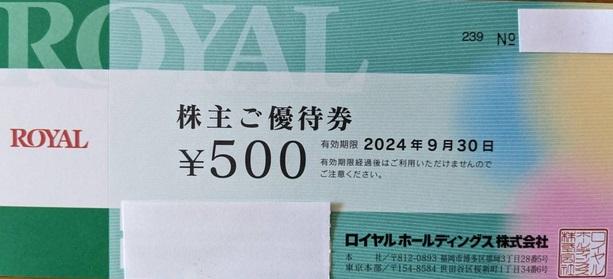 ROYAL
239 №
ROYAL
株主ご優待券
¥500
有効期限 2024年9月30日
有効期限経過後はご利用いただけませんので
ご注意ください。
ロイヤル ホールディングス 株式会社
本 社／〒812-0893 福岡市博多区那珂3丁目28番5号
東京本部／〒154-8584 世田谷区桜新町1丁目34番6号